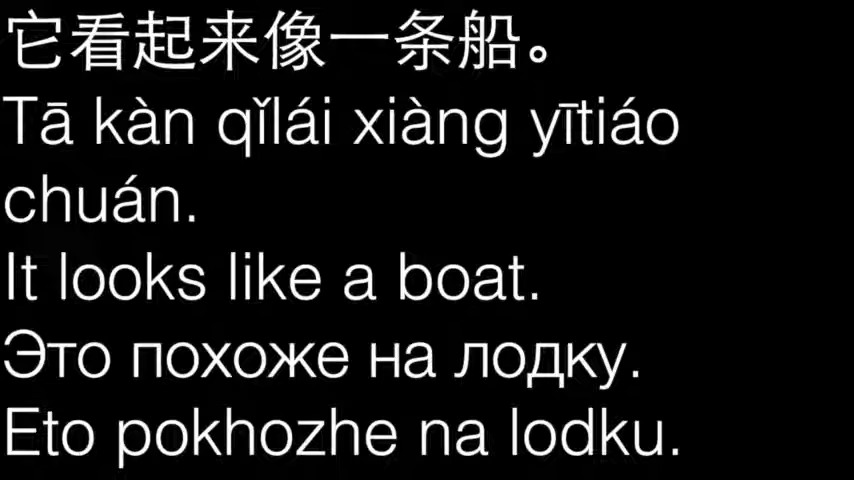 它看起来像一条船。
Tā kàn qǐlái xiàng yītiáo
chuán.
It looks like a boat.
Это похоже на лодку.
Eto pokhozhe na lodku.